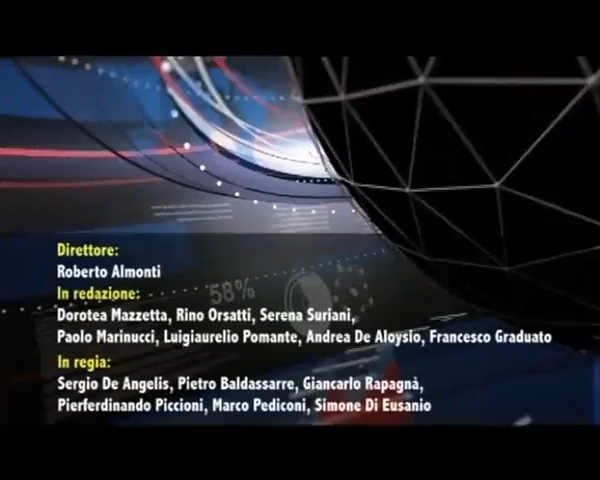 Direttore:
Roberto Almonti
In redazione:
58%
Dorotea Mazzetta, Rino Orsatti, Serena Suriani,
Paolo Marinucci, Luigiaurelio Pomante, Andrea De Aloysio, Francesco Graduato
In regia:
Sergio De Angelis, Pietro Baldassarre, Giancarlo Rapagnà,
Pierferdinando Piccioni, Marco Pediconi, Simone Di Eusanio